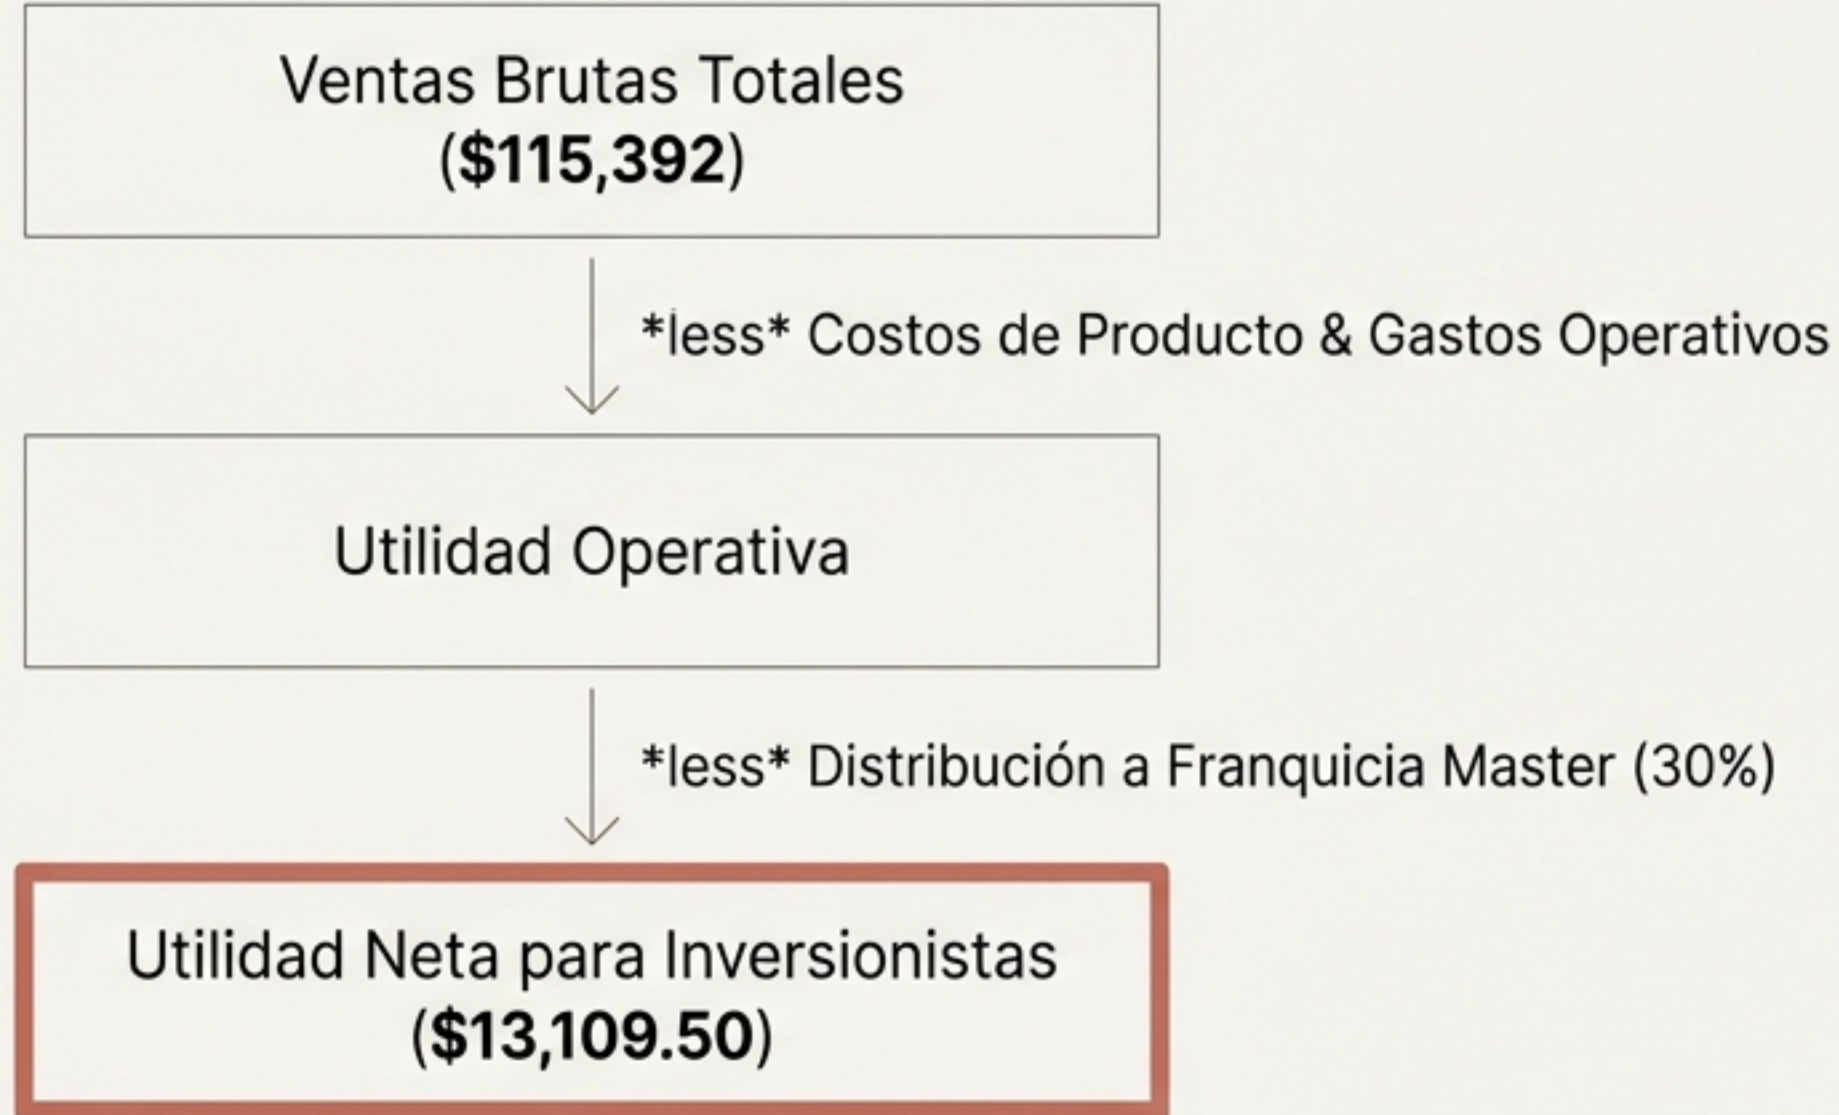 Ventas Brutas Totales
($115,392)
*less* Costos de Producto & Gastos Operativos
Utilidad Operativa
*less* Distribución a Franquicia Master (30%)
Utilidad Neta para Inversionistas
($13,109.50)